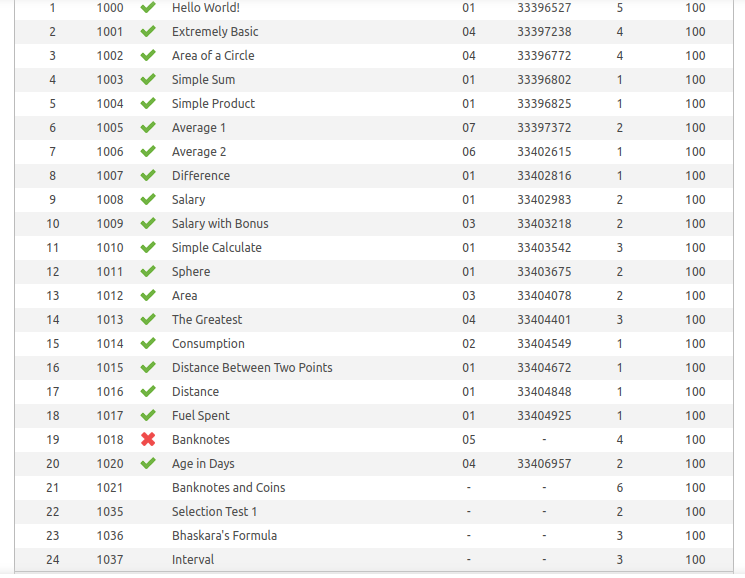 1 1000 Hello World! 01 33396527 5 100
2 1001 Extremely Basic 04 33397238 4 100
3 1002 Area of a Circle 04 33396772 4 100
4 1003 Simple Sum 01 33396802 1 100
5 1004 Simple Product 01 33396825 1 100
6 1005 Average 1 07 33397372 2 100
7 1006 Average 2 06 33402615 1 100
8 1007 Difference 01 33402816 1 100
9 1008 Salary 01 33402983 2 100
10 1009 Salary with Bonus 03 33403218 2 100
11 1010 Simple Calculate 01 33403542 3 100
12 1011 Sphere 01 33403675 2 100
13 1012 Area 03 33404078 2 100
14 1013 The Greatest 04 33404401 3 100
15 1014 Consumption 02 33404549 1 100
16 1015 Distance Between Two Points 01 33404672 1 100
17 1016 Distance 01 33404848 1 100
18 1017 Fuel Spent 01 33404925 1 100
19 1018 Banknotes 05 - 4 100
20 1020 Age in Days 04 33406957 2 100
21 1021 Banknotes and Coins - - 6 100
22 1035 Selection Test 1 - - 2 100
23 1036 Bhaskara's Formula - - 3 100
24 1037 Interval - - 3 100